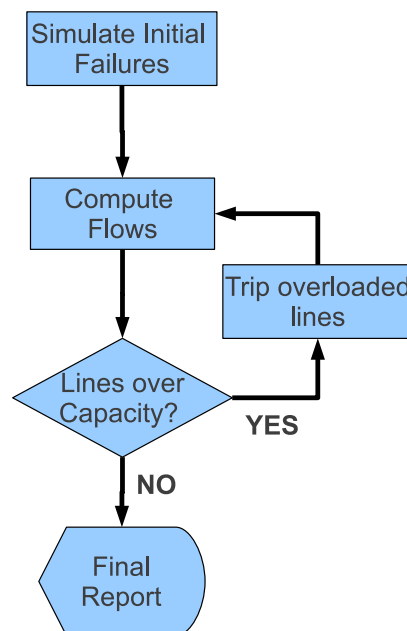 Simulate Initial
Failures
Compute
Flows
Trip overloaded
lines
Lines over
Capacity?
YES
NO
Final
Report